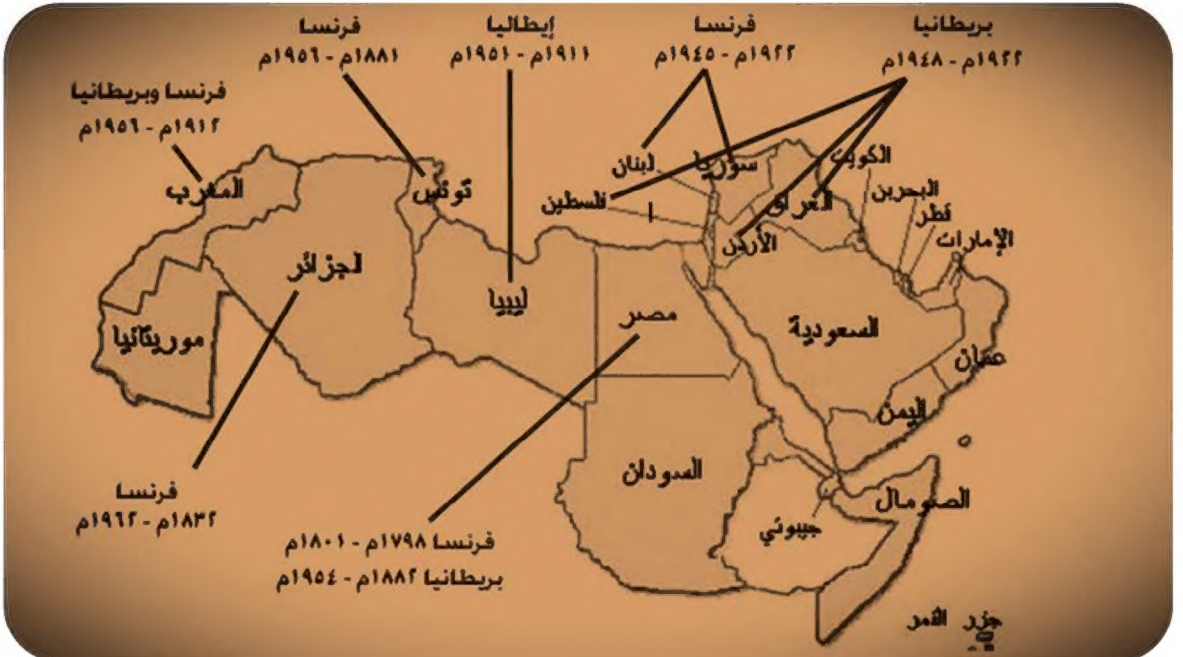 بريطانيا
١٩٢٢م - ١٩٤٨م
فرنسا
١٩٢٢م - ١٩٤٥م
إيطاليا
١٩١١م - ١٩٥١م
فرنسا
١٨٨١م - ١٩٥٦م
فرنسا وبريطانيا
١٩١٢م - ١٩٥٦م
الكويت
سوريا
لبنان
البحرين
العراق
فلسطين
قطر
الإمارات
الأردن
تونس
المغرب
الجزائر
ليبيا
مصر
السعودية
موريتانيا
عمان
اليمن
السودان
الصومال
جيبوتي
فرنسا
١٨٣٢م - ١٩٦٢م
فرنسا ١٧٩٨م - ١٨٠١م
بريطانيا ١٨٨٢م - ١٩٥٤م
جزر القمر